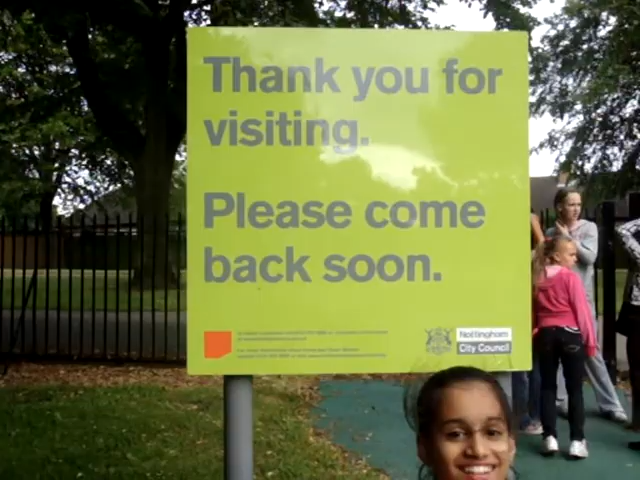 Thank you for
visiting.
Please come
back soon.
Nottingham
City Council